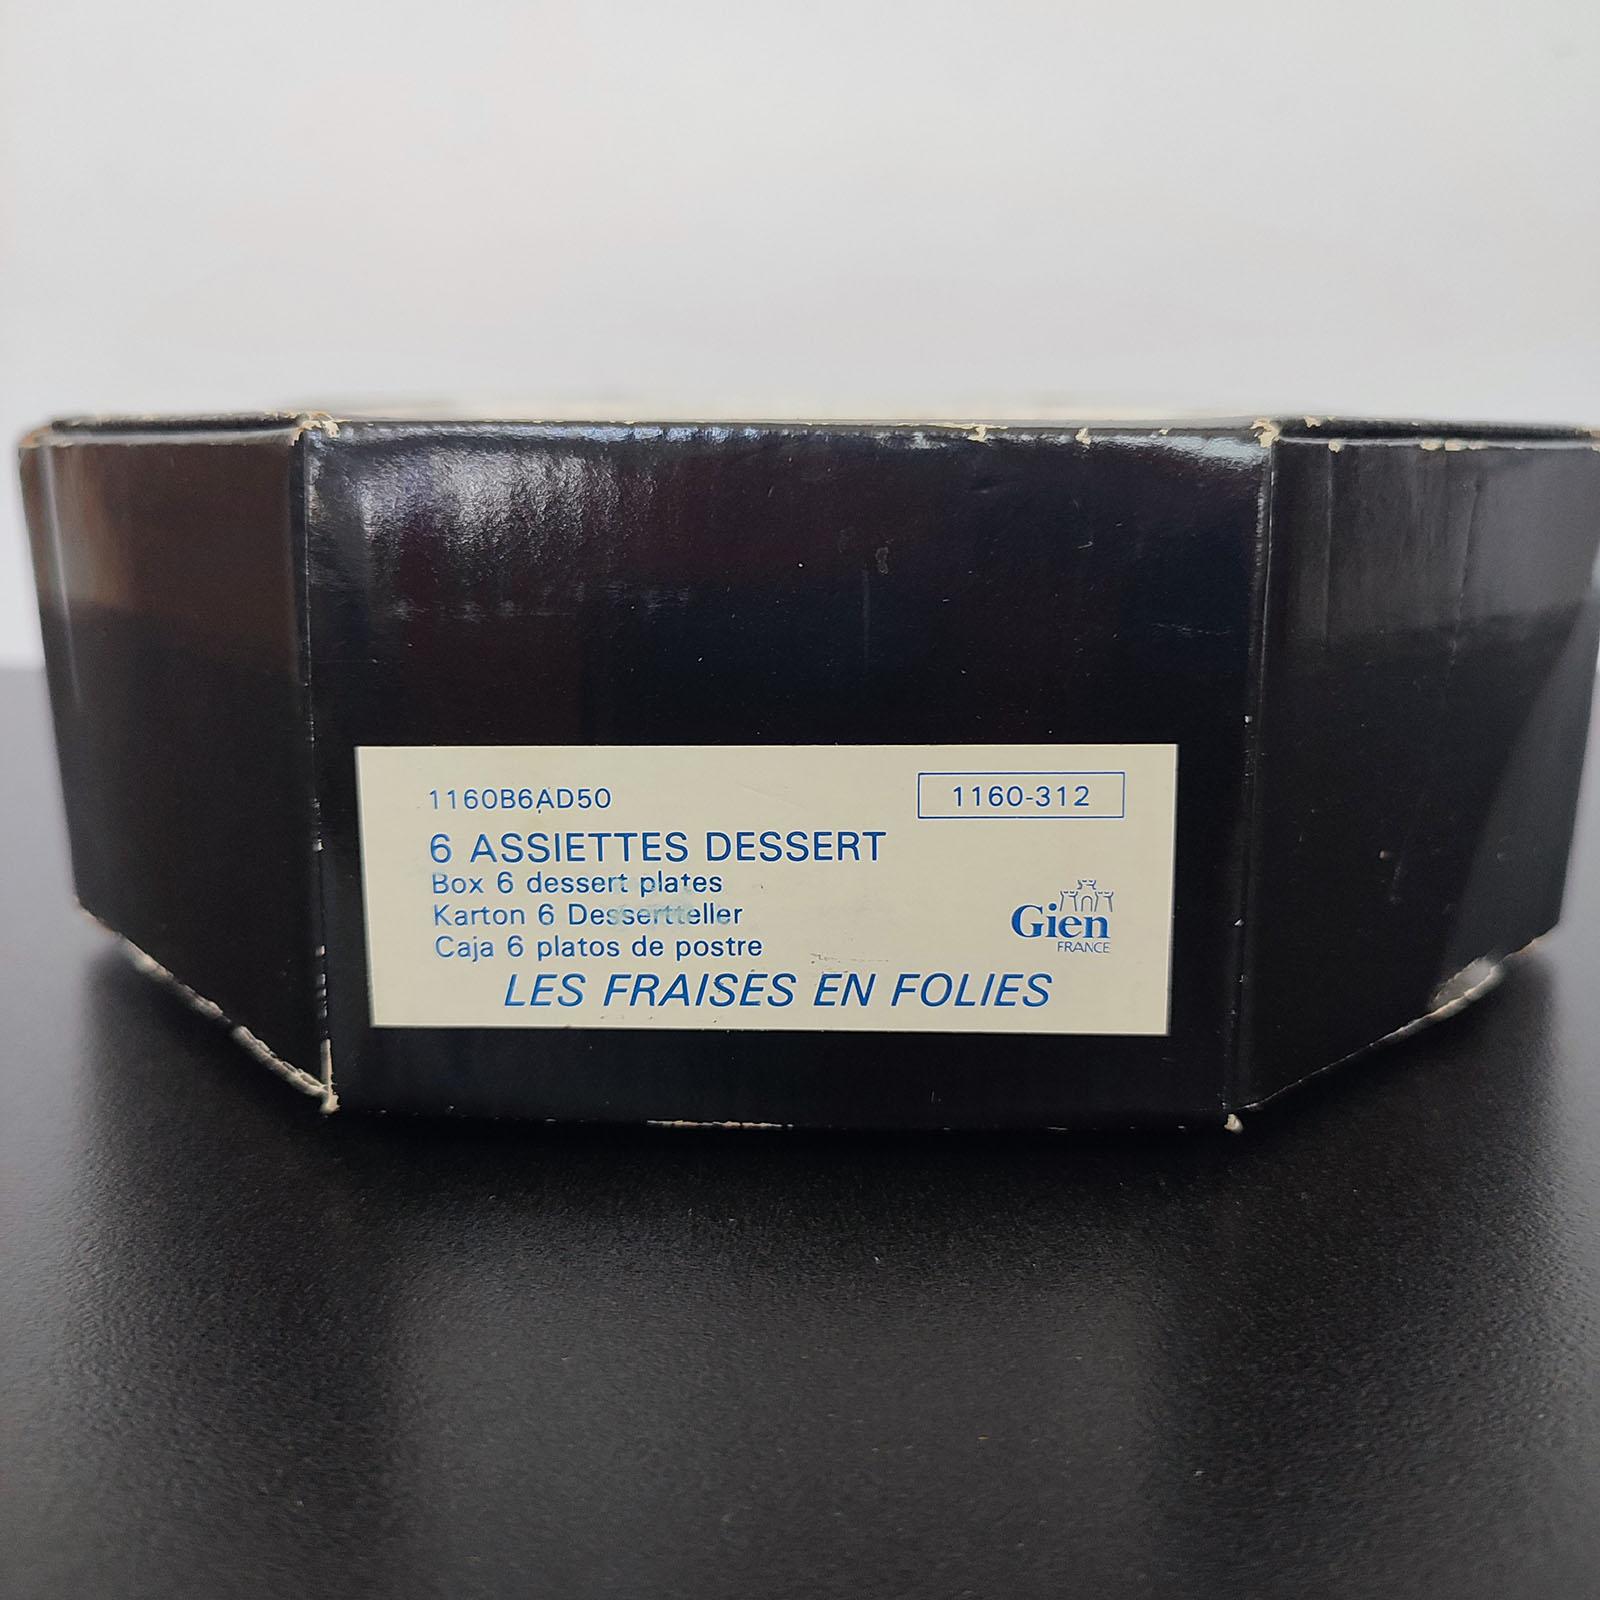 1160B6AD50
1160-312
6 ASSIETTES DESSERT
Box 6 dessert plates
Karton 6 Dessertteller
Caja 6 platos de postre
Gien
FRANCE
LES FRAISES EN FOLIES